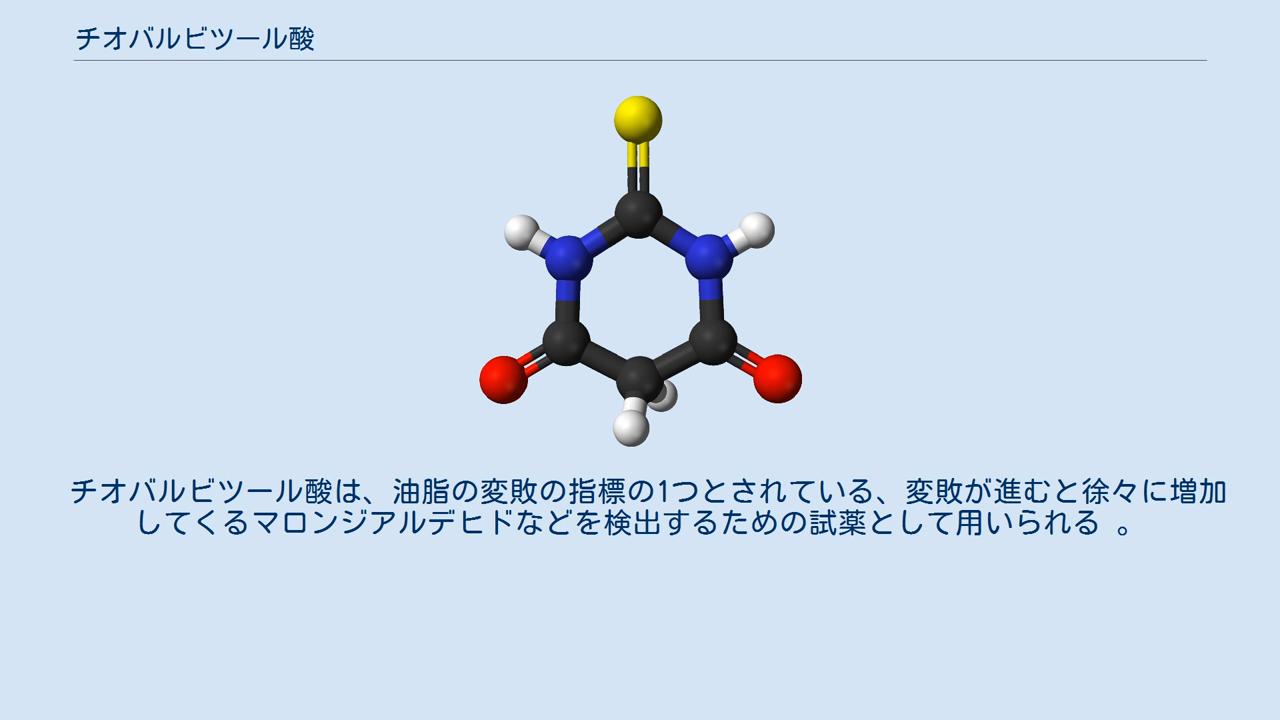 チオバルビツール酸
チオバルビツール酸は、油脂の変敗の指標の1つとされている、変敗が進むと徐々に増加
してくるマロンジアルデヒドなどを検出するための試薬として用いられる 。